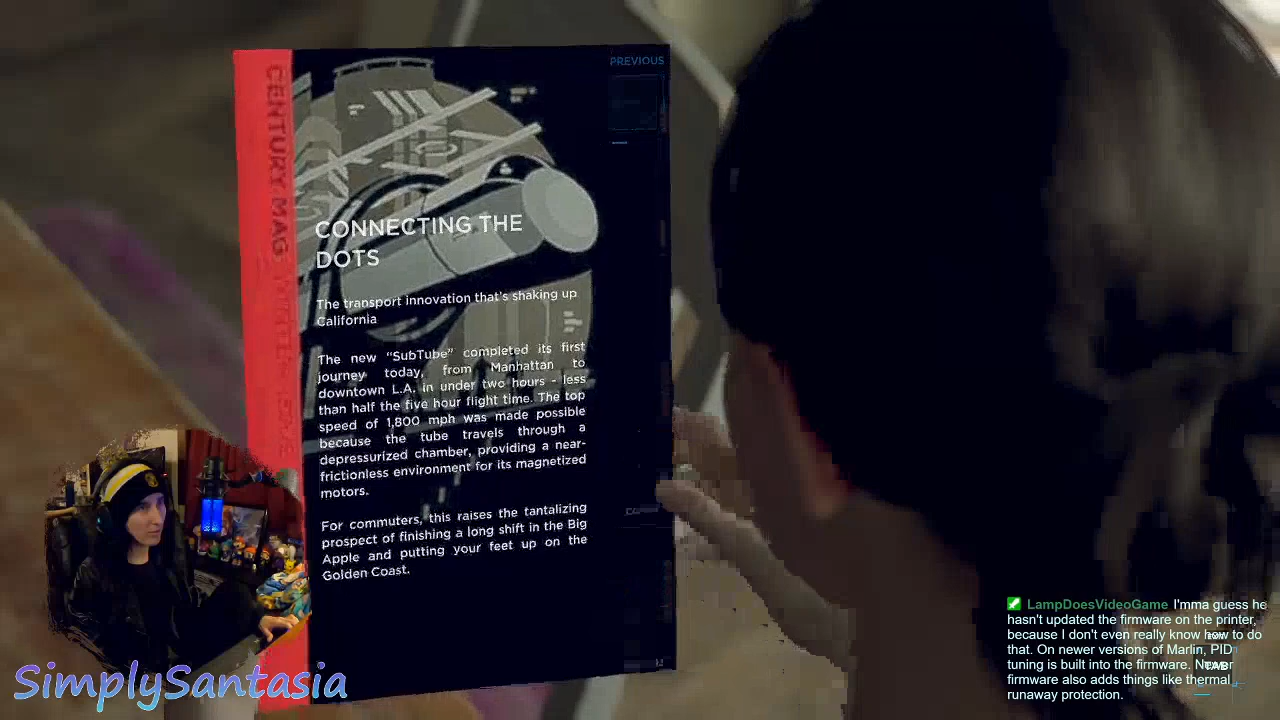 PREVIOUS
CENTURY MAG
CONNECTING THE
DOTS
The transport innovation that's shaking up
California
The new "SubTube" completed its first
journey today, from Manhattan to
downtown L.A. in under two hours - less
than half the five hour flight time. The top
speed of 1,800 mph was made possible
because the tube travels through a
depressurized chamber, providing a near-
frictionless environment for its magnetized
motors.
For commuters, this raises the tantalizing
prospect of finishing a long shift in the Big
Apple and putting your feet up on the
Golden Coast.
SimplySantasia
LampDoesVideoGame I'mma guess he
hasn't updated the firmware on the printer,
because I don't even really know how to do
that. On newer versions of Marlin, PID
tuning is built into the firmware. Newer
firmware also adds things like thermal
runaway protection.